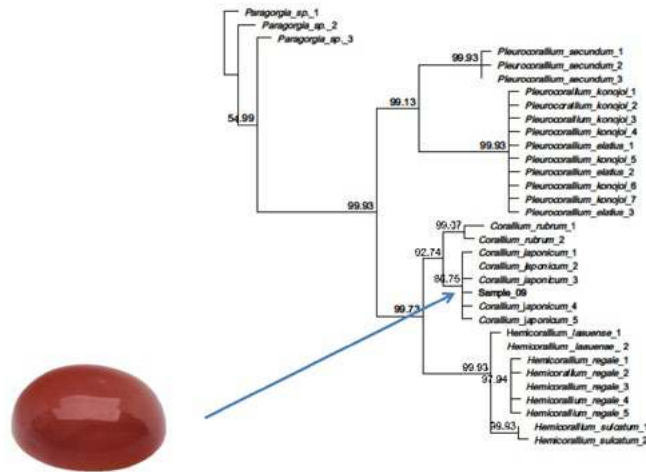 Paragorgia_sp._1
Paragorgia_sp._2
Paragorgia_sp._3
54.99
99.93
99.13
99.93
Pleurocorallium_secundum_1
Pleurocorallium_secundum_2
Pleurocorallium_secundum_3
99.93
Pleurocorallium_konojoi_1
Pleurocorallium_konojoi_2
Pleurocorallium_konojoi_3
Pleurocorallium_konojoi_4
Pleurocorallium_elatius_1
Pleurocorallium_konojoi_5
Pleurocorallium_elatius_2
Pleurocorallium_konojoi_6
Pleurocorallium_konojoi_7
Pleurocorallium_elatius_3
99.73
92.74
Corallium_rubrum_1
Corallium_rubrum_2
Corallium_japonicum_1
Corallium_japonicum_2
Corallium_japonicum_3
Sample_09
Corallium_japonicum_4
Corallium_japonicum_5
99.93
Hemicorallium_laauense_1
Hemicorallium_laauense_2
97.94
Hemicorallium_regale_1
Hemicorallium_regale_2
Hemicorallium_regale_3
Hemicorallium_regale_4
Hemicorallium_regale_5
99.93
Hemicorallium_sulcatum_1
Hemicorallium_sulcatum_2